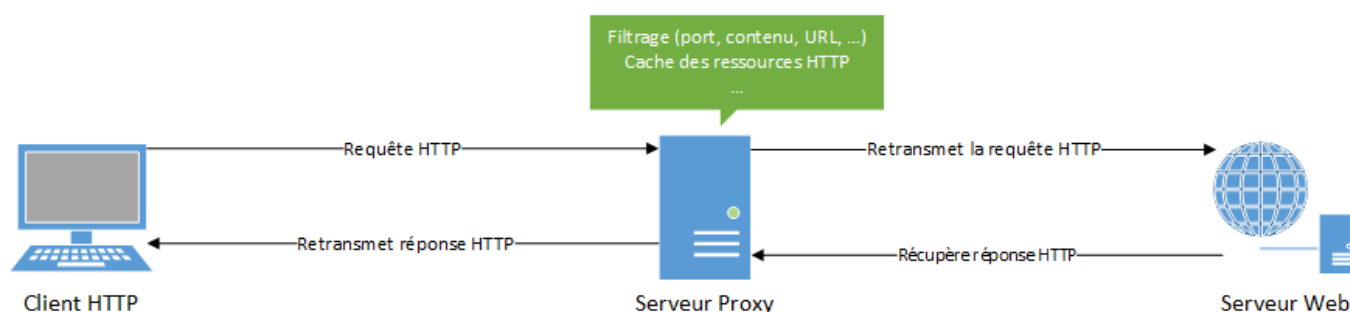 Filtrage (port, contenu, URL, ...)
Cache des ressources HTTP
...
Requête HTTP
Retransmet la requête HTTP
Retransmet réponse HTTP
Récupère réponse HTTP
Client HTTP
Serveur Proxy
Serveur Web